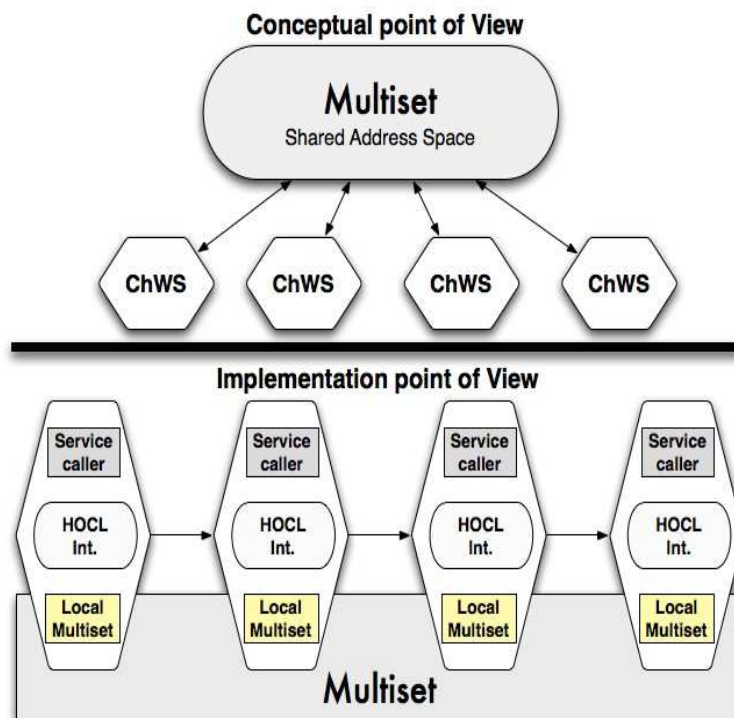 Conceptual point of View
Multiset
Shared Address Space
ChWS ChWS ChWS ChWS
Implementation point of View
Service caller
Service caller
Service caller
Service caller
HOCL Int.
HOCL Int.
HOCL Int.
HOCL Int.
Local Multiset
Local Multiset
Local Multiset
Local Multiset
Multiset